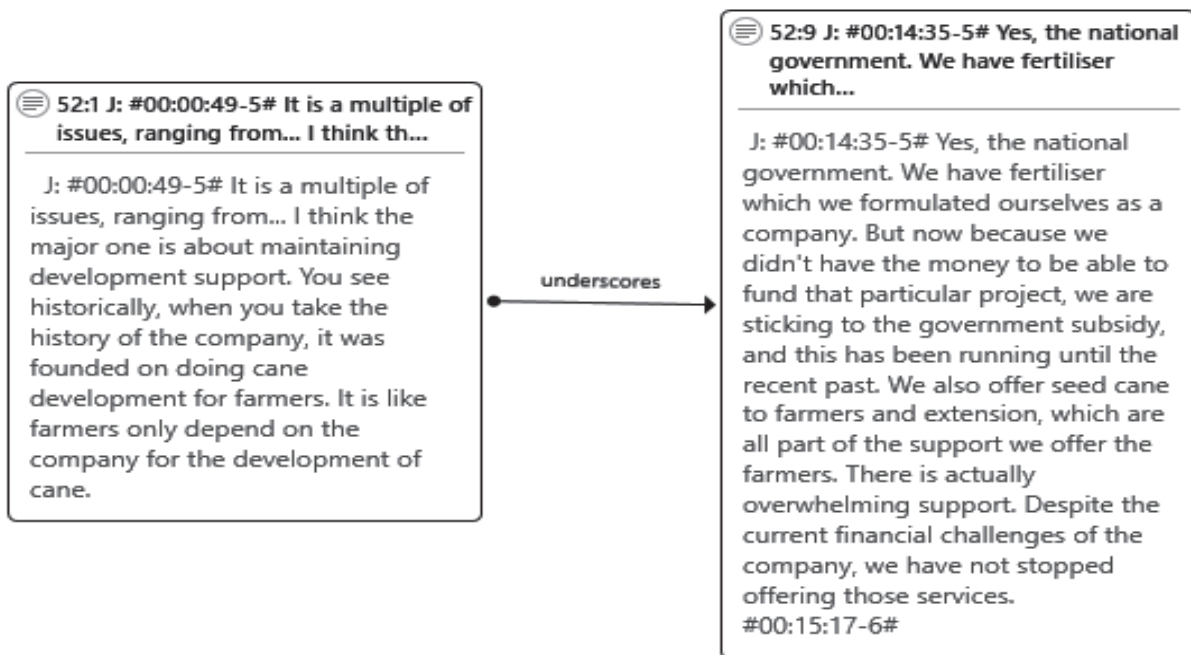 52:1 J: #00:00:49-5# It is a multiple of
issues, ranging from... I think th...
J: #00:00:49-5# It is a multiple of
issues, ranging from... I think the
major one is about maintaining
development support. You see
historically, when you take the
history of the company, it was
founded on doing cane
development for farmers. It is like
farmers only depend on the
company for the development of
cane.
underscores
52:9 J: #00:14:35-5# Yes, the national
government. We have fertiliser
which...
J: #00:14:35-5# Yes, the national
government. We have fertiliser
which we formulated ourselves as a
company. But now because we
didn't have the money to be able to
fund that particular project, we are
sticking to the government subsidy,
and this has been running until the
recent past. We also offer seed cane
to farmers and extension, which are
all part of the support we offer the
farmers. There is actually
overwhelming support. Despite the
current financial challenges of the
company, we have not stopped
offering those services.
#00:15:17-6#